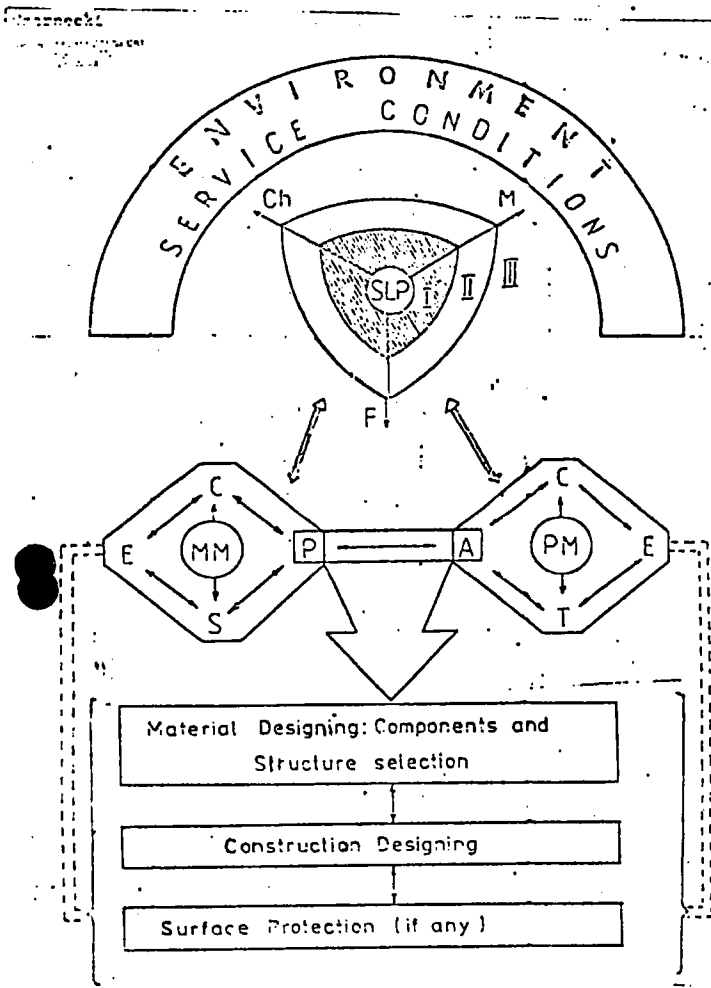 ENVIRONMENT
SERVICE CONDITIONS
Ch
M
SLP I II III
F
C
C
E MM P A PM E
S
T
Material Designing: Components and
Structure selection
Construction Designing
Surface Protection (if any)